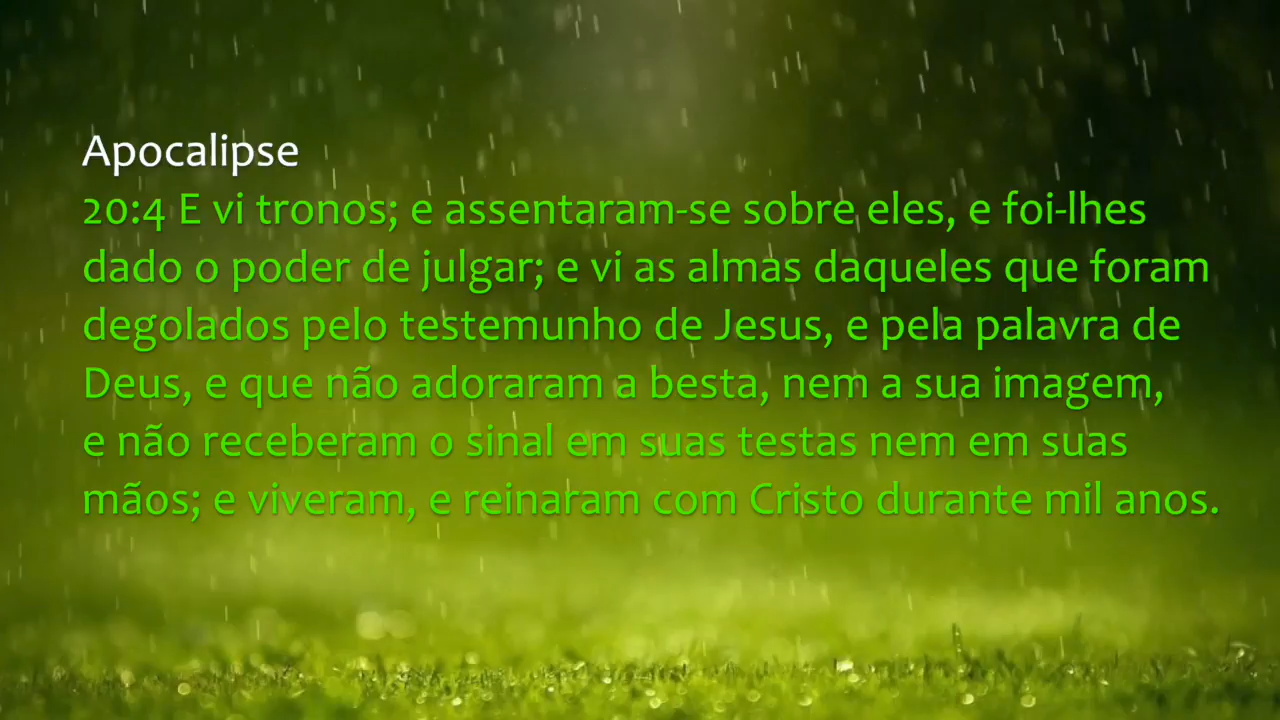 Apocalipse
20:4 E vi tronos; e assentaram-se sobre eles, e foi-lhes
dado o poder de julgar; e vi as almas daqueles que foram
degolados pelo testemunho de Jesus, e pela palavra de
Deus, e que não adoraram a besta, nem a sua imagem,
e não receberam o sinal em suas testas nem em suas
mãos; e viveram, e reinaram com Cristo durante mil anos.